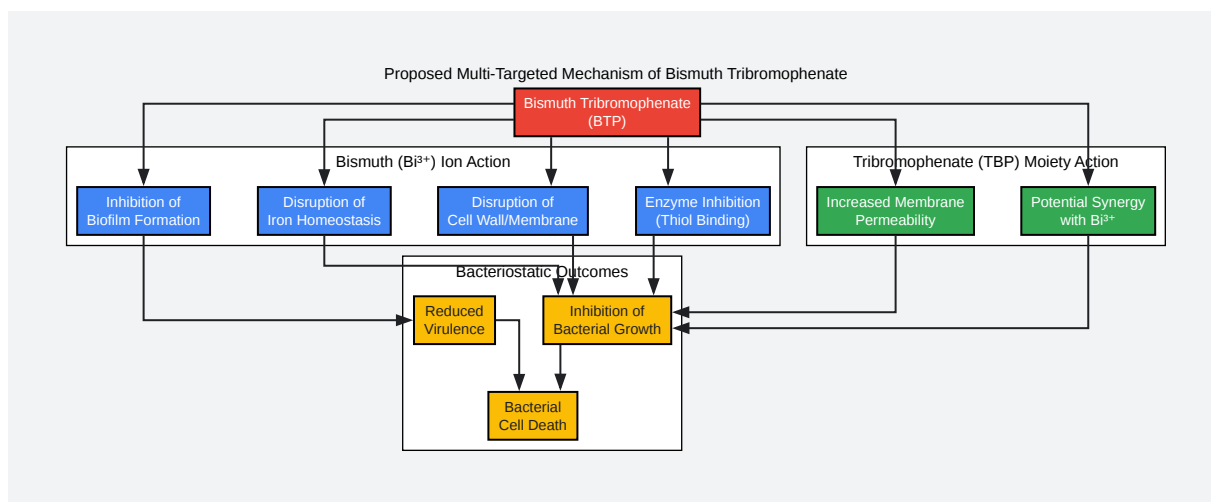 Proposed Multi-Targeted Mechanism of Bismuth Tribromophenate
Bismuth Tribromophenate
(BTP)
Bismuth (Bi³⁺) Ion Action
Tribromophenate (TBP) Moiety Action
Inhibition of
Biofilm Formation
Disruption of
Iron Homeostasis
Disruption of
Cell Wall/Membrane
Enzyme Inhibition
(Thiol Binding)
Increased Membrane
Permeability
Potential Synergy
with Bi³⁺
Bacteriostatic Outcomes
Reduced
Virulence
Inhibition of
Bacterial Growth
Bacterial
Cell Death